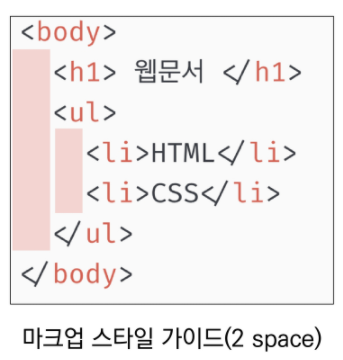 <body>
<h1> 웹문서 </h1>
<ul>
<li>HTML</li>
<li>CSS</li>
</ul>
</body>
마크업 스타일 가이드(2 space)